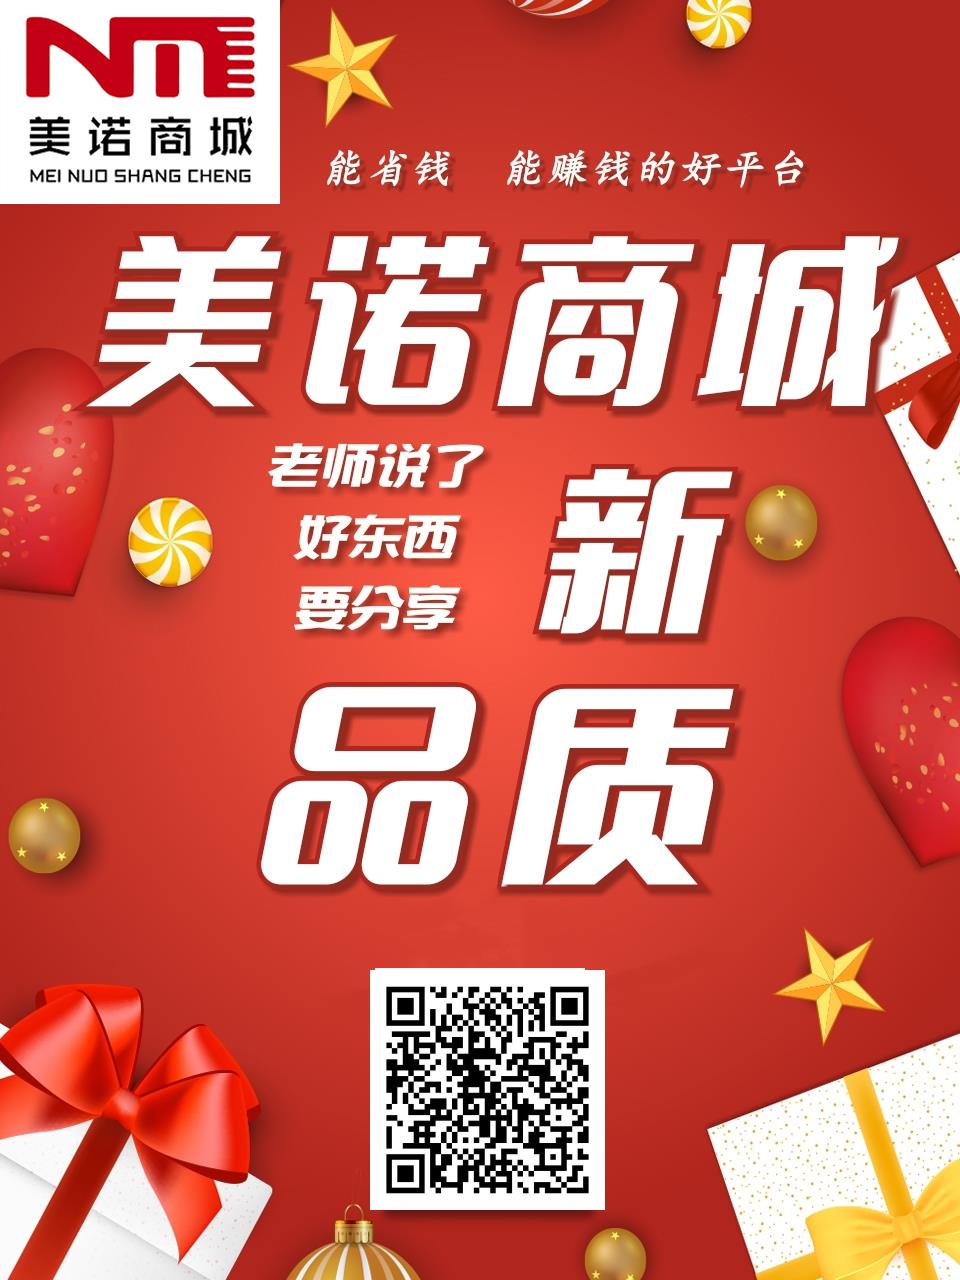 美诺商城
MEI NUO SHANG CHENG
能省钱 能赚钱的好平台
美诺商城
老师说了
好东西
要分享
新
品质